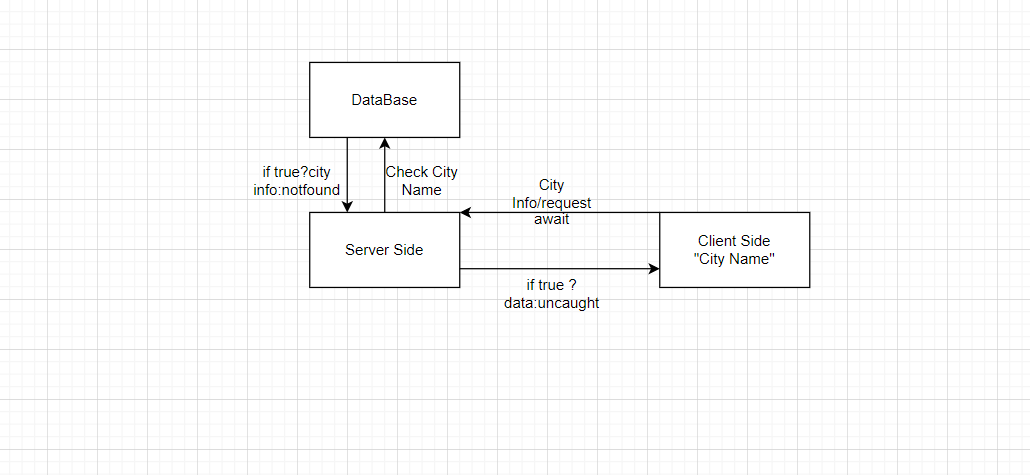 DataBase
if true?city
info:notfound
Check City
Name
City
Info/request
await
Server Side
Client Side
"City Name"
if true ?
data:uncaught